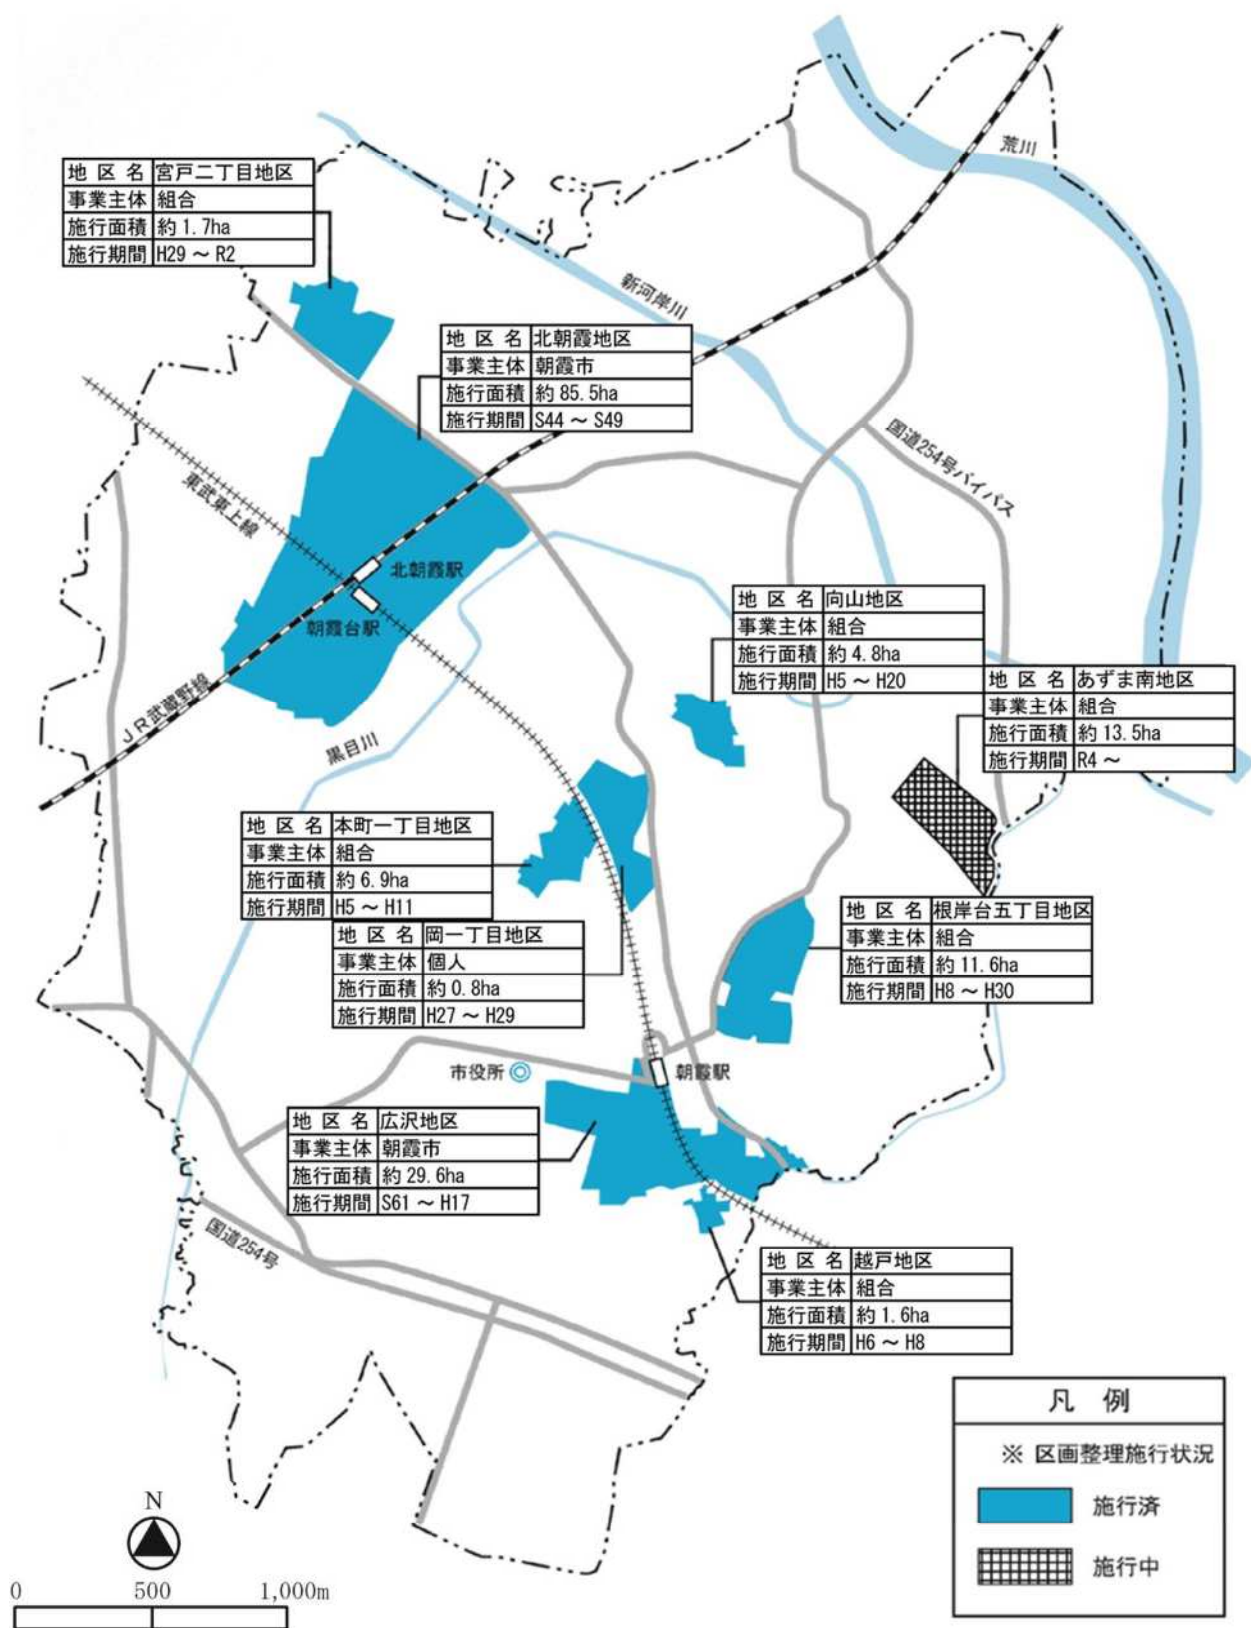 荒川
地区名 宮戸二丁目地区
事業主体 組合
施行面積 約1.7ha
施行期間 H29 ～ R2
新河岸川
地区名 北朝霞地区
事業主体 朝霞市
施行面積 約85.5ha
施行期間 S44 ～ S49
国道254号バイパス
東武東上線
北朝霞駅
朝霞台駅
JR武蔵野線
黒目川
地区名 向山地区
事業主体 組合
施行面積 約4.8ha
施行期間 H5 ～ H20
地区名 あずま南地区
事業主体 組合
施行面積 約13.5ha
施行期間 R4 ～
地区名 本町一丁目地区
事業主体 組合
施行面積 約6.9ha
施行期間 H5 ～ H11
地区名 岡一丁目地区
事業主体 個人
施行面積 約0.8ha
施行期間 H27 ～ H29
地区名 根岸台五丁目地区
事業主体 組合
施行面積 約11.6ha
施行期間 H8 ～ H30
市役所
朝霞駅
地区名 広沢地区
事業主体 朝霞市
施行面積 約29.6ha
施行期間 S61 ～ H17
国道254号
地区名 越戸地区
事業主体 組合
施行面積 約1.6ha
施行期間 H6 ～ H8
凡例
※ 区画整理施行状況
施行済
施行中
N
0 500 1,000m